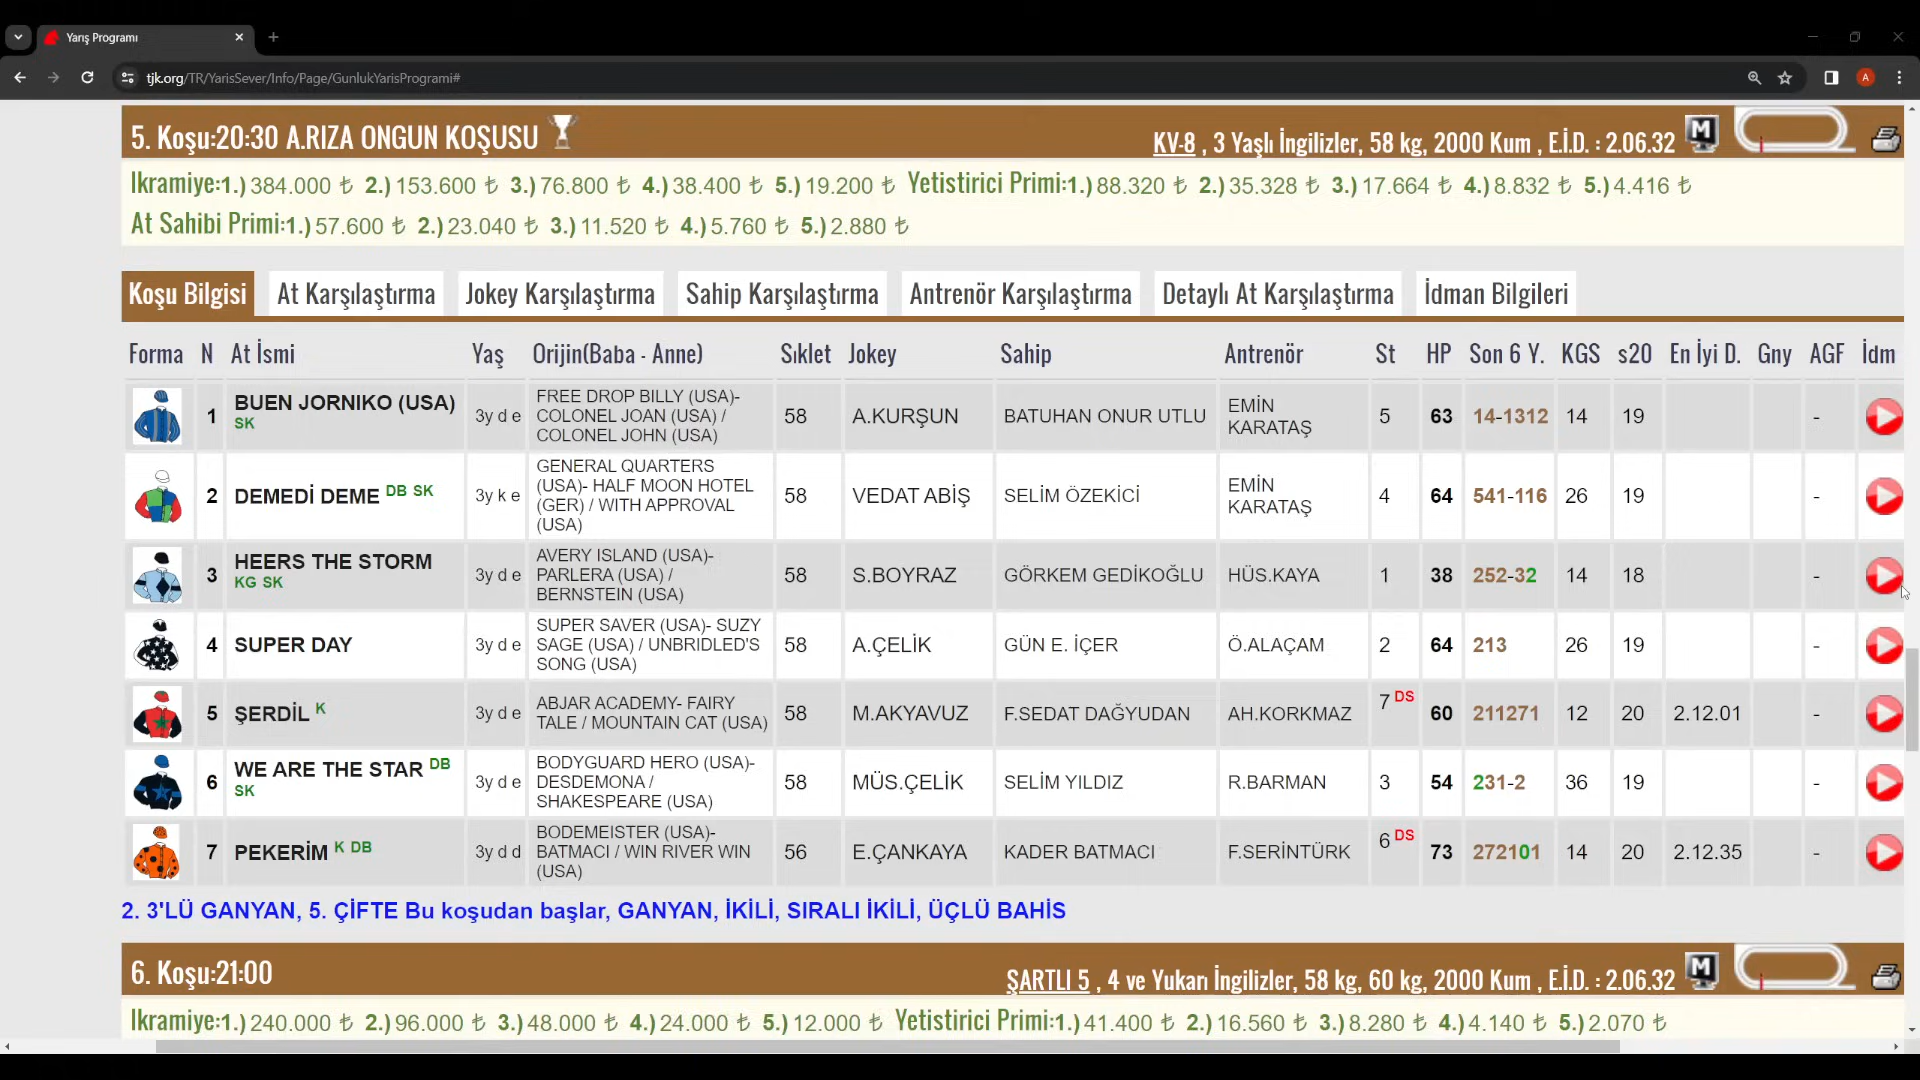 Yarış Programı
tjk.org/TR/YarisSever/Info/Page/GunlukYarisProgrami#
A
5. Koşu:20:30 A.RIZA ONGUN KOŞUSU
KV-8 , 3 Yaşlı İngilizler, 58 kg, 2000 Kum , E.İ.D. : 2.06.32 M
Ikramiye:1.) 384.000 ₺ 2.) 153.600 ₺ 3.) 76.800 ₺ 4.) 38.400 ₺ 5.) 19.200 ₺ Yetistirici Primi:1.) 88.320 ₺ 2.) 35.328 ₺ 3.) 17.664 ₺ 4.) 8.832 ₺ 5.) 4.416 ₺
At Sahibi Primi:1.) 57.600 ₺ 2.) 23.040 ₺ 3.) 11.520 ₺ 4.) 5.760 ₺ 5.) 2.880 ₺
Koşu Bilgisi At Karşılaştırma Jokey Karşılaştırma Sahip Karşılaştırma Antrenör Karşılaştırma Detaylı At Karşılaştırma İdman Bilgileri
Forma N At İsmi Yaş Orijin(Baba - Anne) Sıklet Jokey Sahip Antrenör St HP Son 6 Y. KGS s20 En İyi D. Gny AGF İdm
1 BUEN JORNIKO (USA) SK 3y d e FREE DROP BILLY (USA)- COLONEL JOAN (USA) / COLONEL JOHN (USA) 58 A.KURŞUN BATUHAN ONUR UTLU EMİN KARATAŞ 5 63 14-1312 14 19 -
2 DEMEDİ DEME DB SK 3y k e GENERAL QUARTERS (USA)- HALF MOON HOTEL (GER) / WITH APPROVAL (USA) 58 VEDAT ABİŞ SELİM ÖZEKİCİ EMİN KARATAŞ 4 64 541-116 26 19 -
3 HEERS THE STORM KG SK 3y d e AVERY ISLAND (USA)- PARLERA (USA) / BERNSTEIN (USA) 58 S.BOYRAZ GÖRKEM GEDİKOĞLU HÜS.KAYA 1 38 252-32 14 18 -
4 SUPER DAY 3y d e SUPER SAVER (USA)- SUZY SAGE (USA) / UNBRIDLED'S SONG (USA) 58 A.ÇELİK GÜN E. İÇER Ö.ALAÇAM 2 64 213 26 19 -
5 ŞERDİL K 3y d e ABJAR ACADEMY- FAIRY TALE / MOUNTAIN CAT (USA) 58 M.AKYAVUZ F.SEDAT DAĞYUDAN AH.KORKMAZ 7 DS 60 211271 12 20 2.12.01 -
6 WE ARE THE STAR DB SK 3y d e BODYGUARD HERO (USA)- DESDEMONA / SHAKESPEARE (USA) 58 MÜS.ÇELİK SELİM YILDIZ R.BARMAN 3 54 231-2 36 19 -
7 PEKERİM K DB 3y d d BODEMEISTER (USA)- BATMACI / WIN RIVER WIN (USA) 56 E.ÇANKAYA KADER BATMACI F.SERİNTÜRK 6 DS 73 272101 14 20 2.12.35 -
2. 3'LÜ GANYAN, 5. ÇİFTE Bu koşudan başlar, GANYAN, İKİLİ, SIRALI İKİLİ, ÜÇLÜ BAHİS
6. Koşu:21:00
ŞARTLI 5 , 4 ve Yukarı İngilizler, 58 kg, 60 kg, 2000 Kum , E.İ.D. : 2.06.32 M
Ikramiye:1.) 240.000 ₺ 2.) 96.000 ₺ 3.) 48.000 ₺ 4.) 24.000 ₺ 5.) 12.000 ₺ Yetistirici Primi:1.) 41.400 ₺ 2.) 16.560 ₺ 3.) 8.280 ₺ 4.) 4.140 ₺ 5.) 2.070 ₺